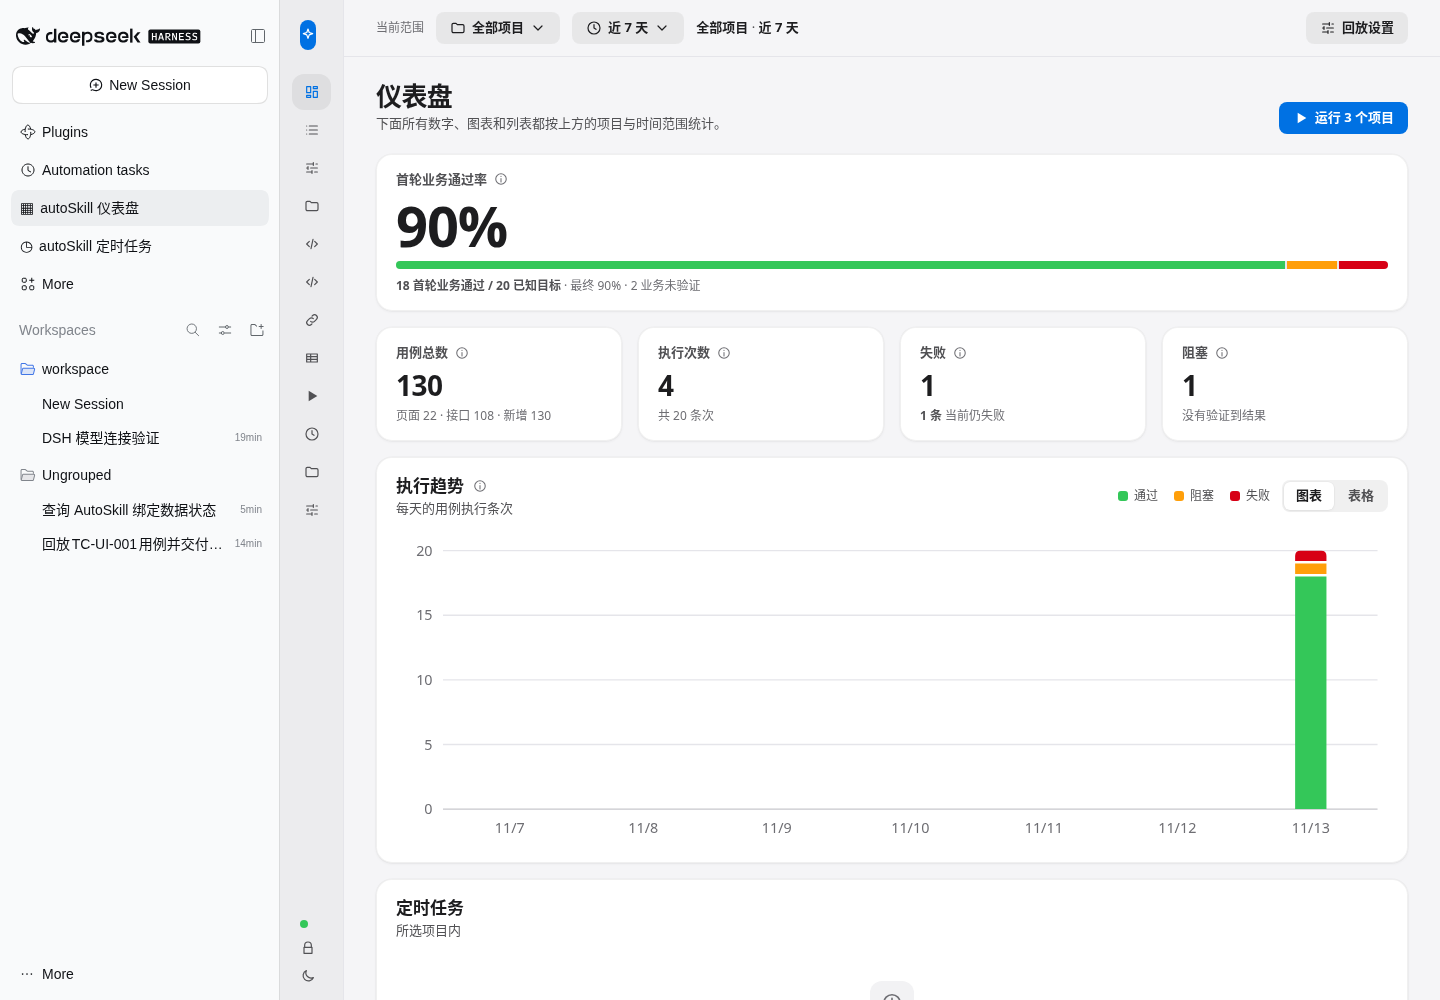 deepseek HARNESS
New Session
Plugins
Automation tasks
autoSkill 仪表盘
autoSkill 定时任务
More
Workspaces
workspace
New Session
DSH 模型连接验证 19min
Ungrouped
查询 AutoSkill 绑定数据状态 5min
回放TC-UI-001用例并交付… 14min
More
当前范围 全部项目 近 7 天 全部项目 · 近 7 天 回放设置
仪表盘
下面所有数字、图表和列表都按上方的项目与时间范围统计。
运行 3 个项目
首轮业务通过率
90%
18 首轮业务通过 / 20 已知目标 · 最终 90% · 2 业务未验证
用例总数
130
页面 22 · 接口 108 · 新增 130
执行次数
4
共 20 条次
失败
1
1 条 当前仍失败
阻塞
1
没有验证到结果
执行趋势
每天的用例执行条次
通过 阻塞 失败 图表 表格
20
15
10
5
0
11/7 11/8 11/9 11/10 11/11 11/12 11/13
定时任务
所选项目内